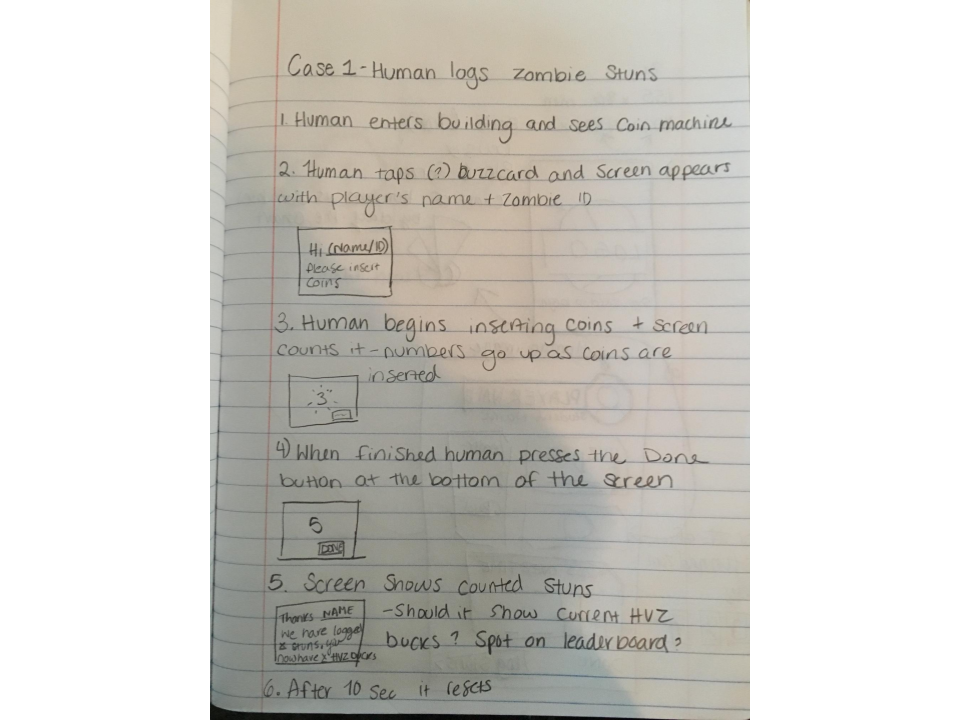 Case 1 - Human logs zombie stuns
1. Human enters building and sees Coin machine
2. Human taps (?) buzzcard and screen appears
with player's name + zombie ID
Hi (Name/ID)
please insert
coins
3. Human begins inserting coins + screen
counts it - numbers go up as coins are
inserted
3
4) When finished human presses the Done
button at the bottom of the screen
5
DONE
5. Screen Shows counted stuns
Thanks NAME
We have logged
x stuns, you
now have x HVZ bucks
- Should it show current HVZ
bucks? Spot on leaderboard?
6. After 10 sec it resets